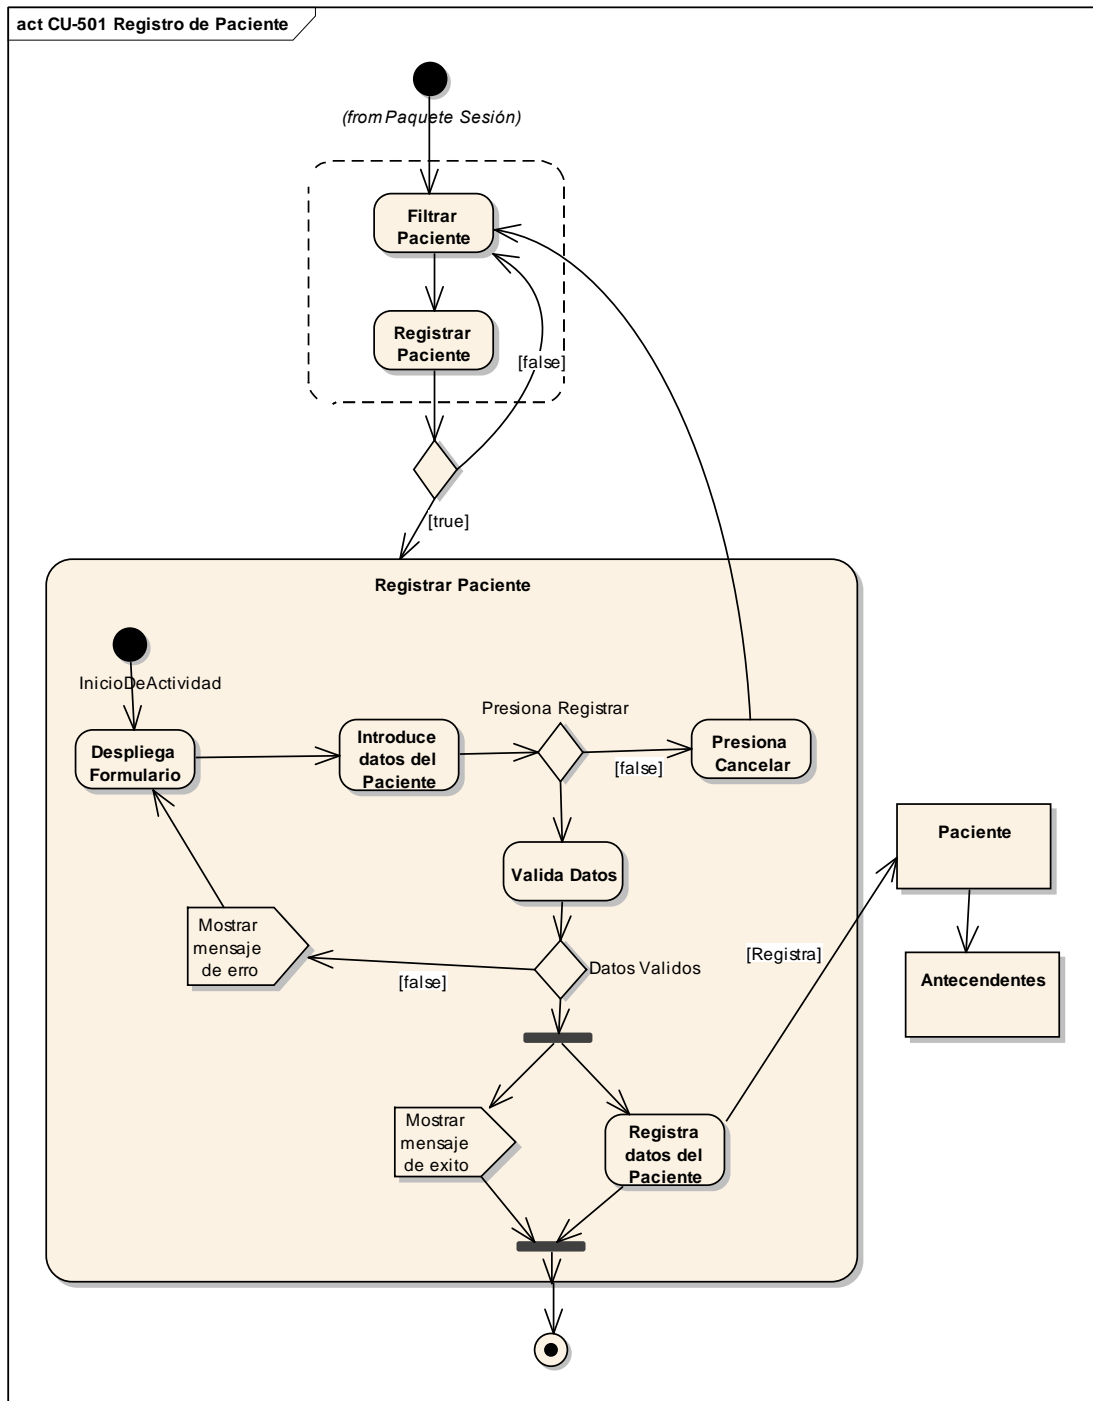 act CU-501 Registro de Paciente
(from Paquete Sesión)
Filtrar
Paciente
Registrar
Paciente
[false]
[true]
Registrar Paciente
InicioDeActividad
Despliega
Formulario
Introduce
datos del
Paciente
Presiona Registrar
[false]
Presiona
Cancelar
Valida Datos
Paciente
Mostrar
mensaje
de erro
[false]
Datos Validos
[Registra]
Antecendentes
Mostrar
mensaje
de exito
Registra
datos del
Paciente